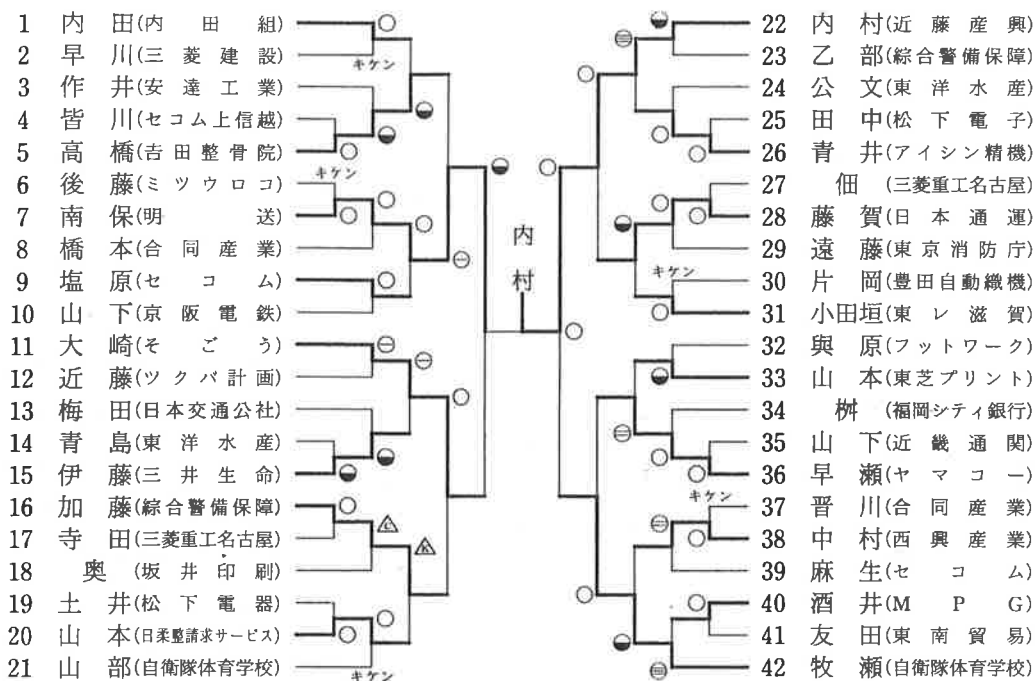 1 内田(内田組)
2 早川(三菱建設)
キケン
3 作井(安達工業)
4 皆川(セコム上信越)
5 高橋(吉田整骨院)
キケン
6 後藤(ミツウロコ)
7 南保(明送)
8 橋本(合同産業)
9 塩原(セコム)
10 山下(京阪電鉄)
11 大崎(そごう)
12 近藤(ツクバ計画)
13 梅田(日本交通公社)
14 青島(東洋水産)
15 伊藤(三井生命)
16 加藤(綜合警備保障)
17 寺田(三菱重工名古屋)
18 奥(坂井印刷)
19 土井(松下電器)
20 山本(日柔整請求サービス)
21 山部(自衛隊体育学校)
キケン
内村
22 内村(近藤産興)
23 乙部(綜合警備保障)
24 公文(東洋水産)
25 田中(松下電子)
26 青井(アイシン精機)
27 佃(三菱重工名古屋)
28 藤賀(日本通運)
29 遠藤(東京消防庁)
キケン
30 片岡(豊田自動織機)
31 小田垣(東レ滋賀)
32 與原(フットワーク)
33 山本(東芝プリント)
34 桝(福岡シティ銀行)
35 山下(近畿通関)
36 早瀬(ヤマコー)
キケン
37 晋川(合同産業)
38 中村(西興産業)
39 麻生(セコム)
40 酒井(MPG)
41 友田(東南貿易)
42 牧瀬(自衛隊体育学校)